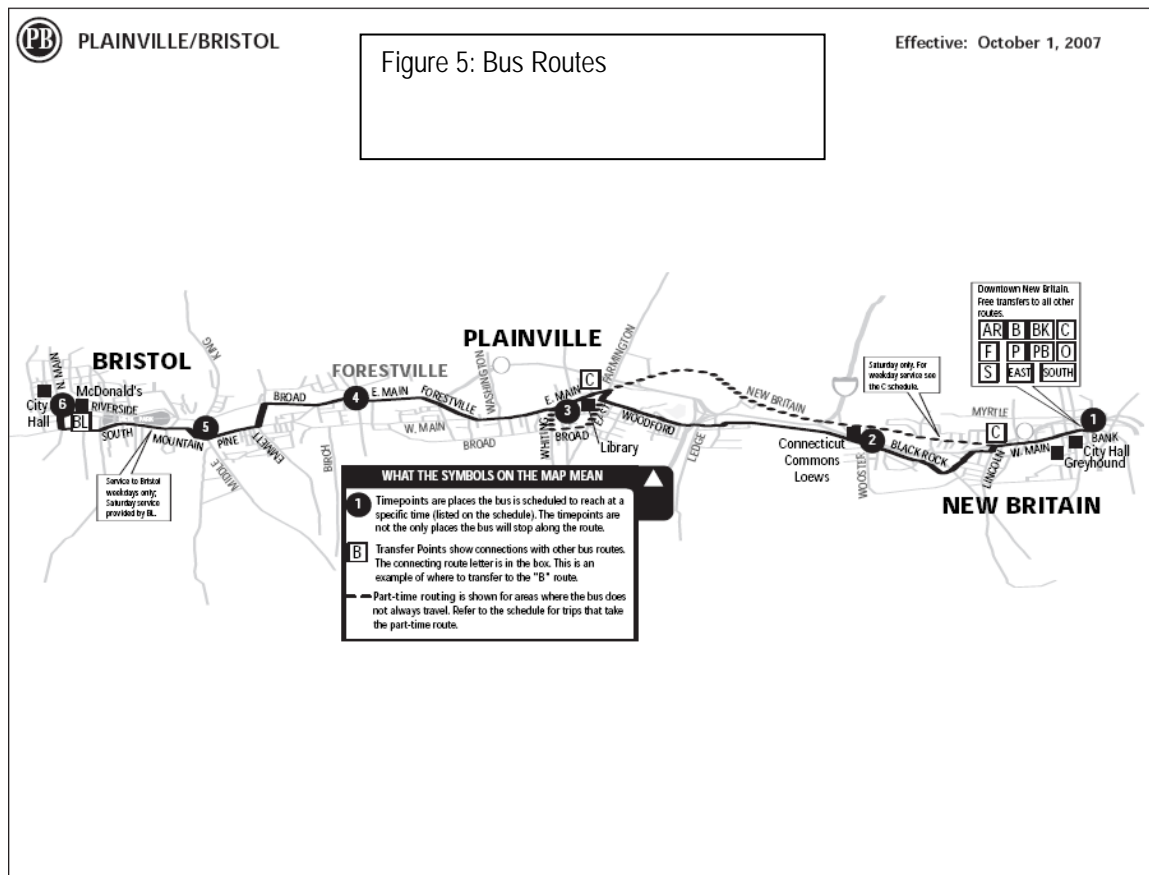 PB PLAINVILLE/BRISTOL
Figure 5: Bus Routes
Effective: October 1, 2007
Downtown New Britain.
Free transfers to all other
routes.
AR B BK C
F P PB O
S EAST SOUTH
BRISTOL
KING
N. MAIN
McDonald's
City
Hall
6
RIVERSIDE
BL
SOUTH
MOUNTAIN
5
PINE
EMMETT
MIDDLE
BROAD
Service to Bristol
weekdays only;
Saturday service
provided by BL.
FORESTVILLE
4
E. MAIN
FORESTVILLE
WASHINGTON
W. MAIN
BROAD
BIRCH
PLAINVILLE
E. MAIN
C
FARMINGTON
3
EAST
WHITING
BROAD
Library
WOODFORD
LEDGE
NEW BRITAIN
Saturday only. For
weekday service see
the C schedule.
Connecticut
Commons
Loews
2
WOOSTER
BLACK ROCK
MYRTLE
C
LINCOLN
W. MAIN
1
BANK
City Hall
Greyhound
NEW BRITAIN
WHAT THE SYMBOLS ON THE MAP MEAN
1 Timepoints are places the bus is scheduled to reach at a
specific time (listed on the schedule). The timepoints are
not the only places the bus will stop along the route.
B Transfer Points show connections with other bus routes.
The connecting route letter is in the box. This is an
example of where to transfer to the "B" route.
Part-time routing is shown for areas where the bus does
not always travel. Refer to the schedule for trips that take
the part-time route.